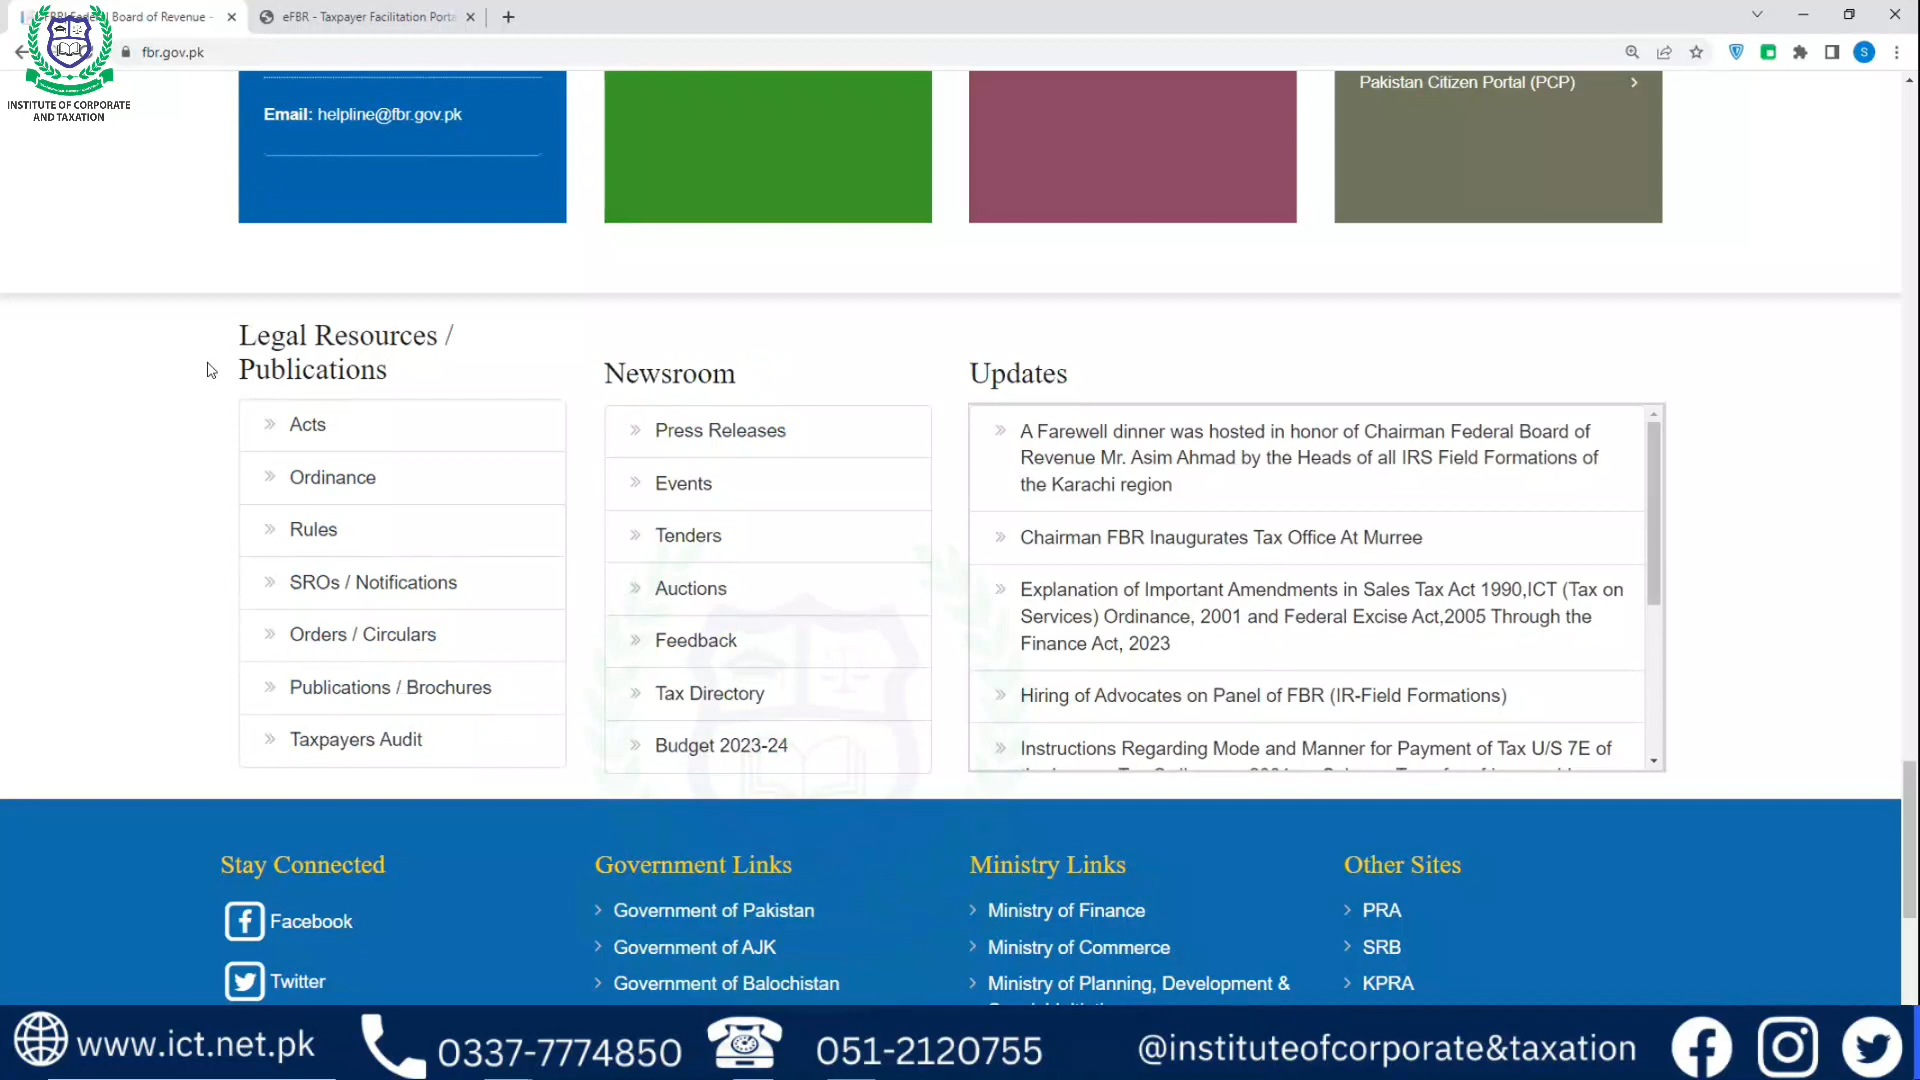 Board of Revenue -
eFBR - Taxpayer Facilitation Porta
fbr.gov.pk
S
INSTITUTE OF CORPORATE
AND TAXATION
Email: helpline@fbr.gov.pk
Pakistan Citizen Portal (PCP)
Legal Resources /
Publications
Acts
Ordinance
Rules
SROs / Notifications
Orders / Circulars
Publications / Brochures
Taxpayers Audit
Newsroom
Press Releases
Events
Tenders
Auctions
Feedback
Tax Directory
Budget 2023-24
Updates
A Farewell dinner was hosted in honor of Chairman Federal Board of
Revenue Mr. Asim Ahmad by the Heads of all IRS Field Formations of
the Karachi region
Chairman FBR Inaugurates Tax Office At Murree
Explanation of Important Amendments in Sales Tax Act 1990,ICT (Tax on
Services) Ordinance, 2001 and Federal Excise Act,2005 Through the
Finance Act, 2023
Hiring of Advocates on Panel of FBR (IR-Field Formations)
Instructions Regarding Mode and Manner for Payment of Tax U/S 7E of
Stay Connected
Facebook
Twitter
Government Links
Government of Pakistan
Government of AJK
Government of Balochistan
Ministry Links
Ministry of Finance
Ministry of Commerce
Ministry of Planning, Development &
Other Sites
PRA
SRB
KPRA
www.ict.net.pk
0337-7774850
051-2120755
@instituteofcorporate&taxation